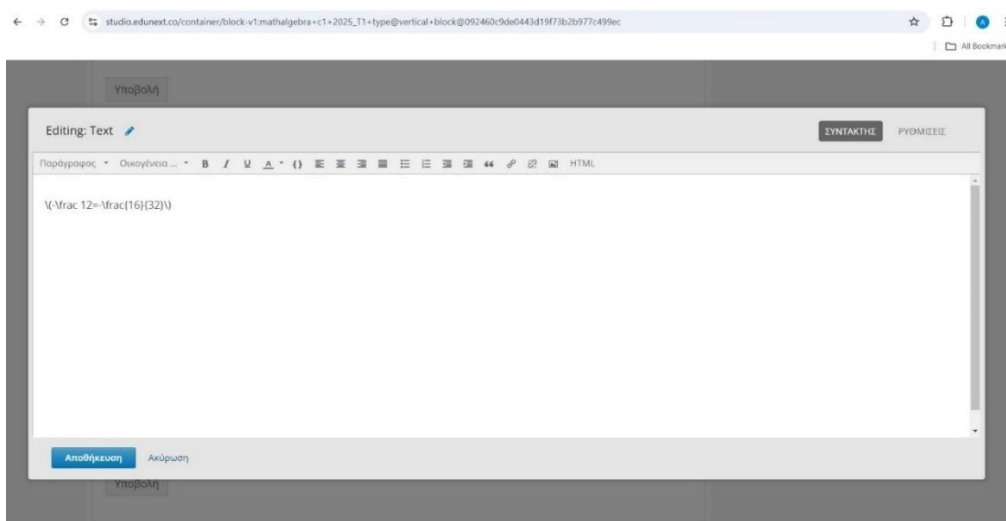 studio.edunext.co/container/block-v1:mathalgebra+c1+2025_T1+type@vertical+block@092460c9de0443d19f73b2b977c499ec
All Bookmark
Υποβολή
Editing: Text
ΣΥΝΤΑΚΤΗΣ ΡΥΘΜΙΣΕΙΣ
Παράγραφος Οικογένεια ... B I U A {} HTML
\(-\frac 12=-\frac{16}{32}\)
Αποθήκευση Ακύρωση
Υποβολή